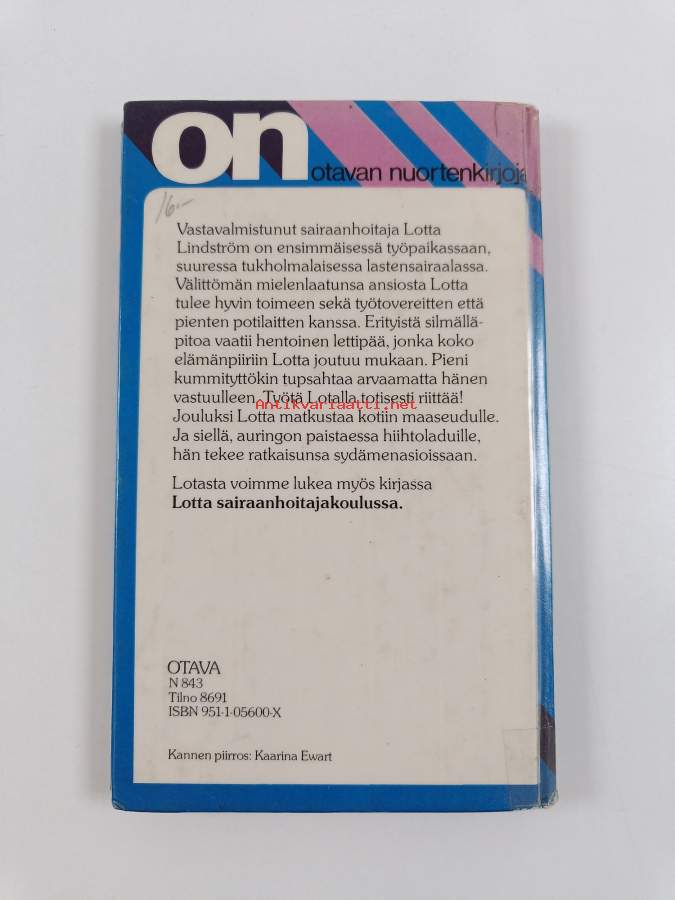 on
otavan nuortenkirjoja
16.–
Vastavalmistunut sairaanhoitaja Lotta
Lindström on ensimmäisessä työpaikassaan,
suuressa tukholmalaisessa lastensairaalassa.
Välittömän mielenlaatunsa ansiosta Lotta
tulee hyvin toimeen sekä työtovereitten että
pienten potilaitten kanssa. Erityistä silmällä-
pitoa vaatii hentoinen lettipää, jonka koko
elämänpiiriin Lotta joutuu mukaan. Pieni
kummityttökin tupsahtaa arvaamatta hänen
vastuulleen. Työtä Lotalla totisesti riittää!
Antikvariaatti.net
Jouluksi Lotta matkustaa kotiin maaseudulle.
Ja siellä, auringon paistaessa hiihtoladuille,
hän tekee ratkaisunsa sydämenasioissaan.
Lotasta voimme lukea myös kirjassa
Lotta sairaanhoitajakoulussa.
OTAVA
N 843
Tilno 8691
ISBN 951-1-05600-X
Kannen piirros: Kaarina Ewart